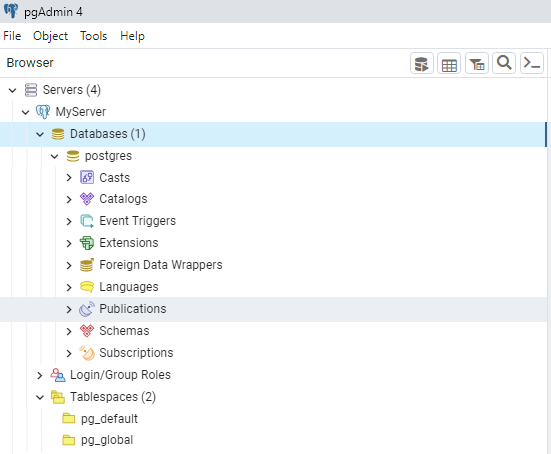 pgAdmin 4
File Object Tools Help
Browser
Servers (4)
MyServer
Databases (1)
postgres
Casts
Catalogs
Event Triggers
Extensions
Foreign Data Wrappers
Languages
Publications
Schemas
Subscriptions
Login/Group Roles
Tablespaces (2)
pg_default
pg_global